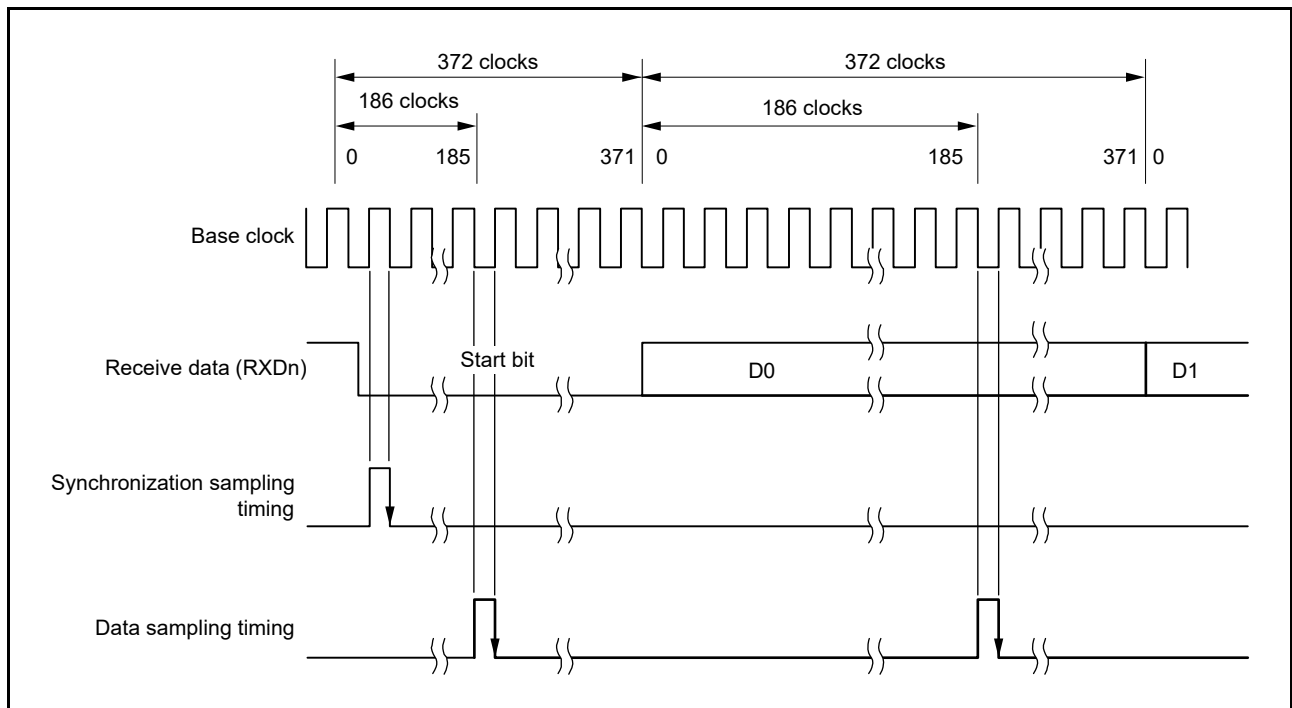 372 clocks 372 clocks
186 clocks 186 clocks
0 185 371 0 185 371 0
Base clock
Start bit
Receive data (RXDn) D0 D1
Synchronization sampling
timing
Data sampling timing